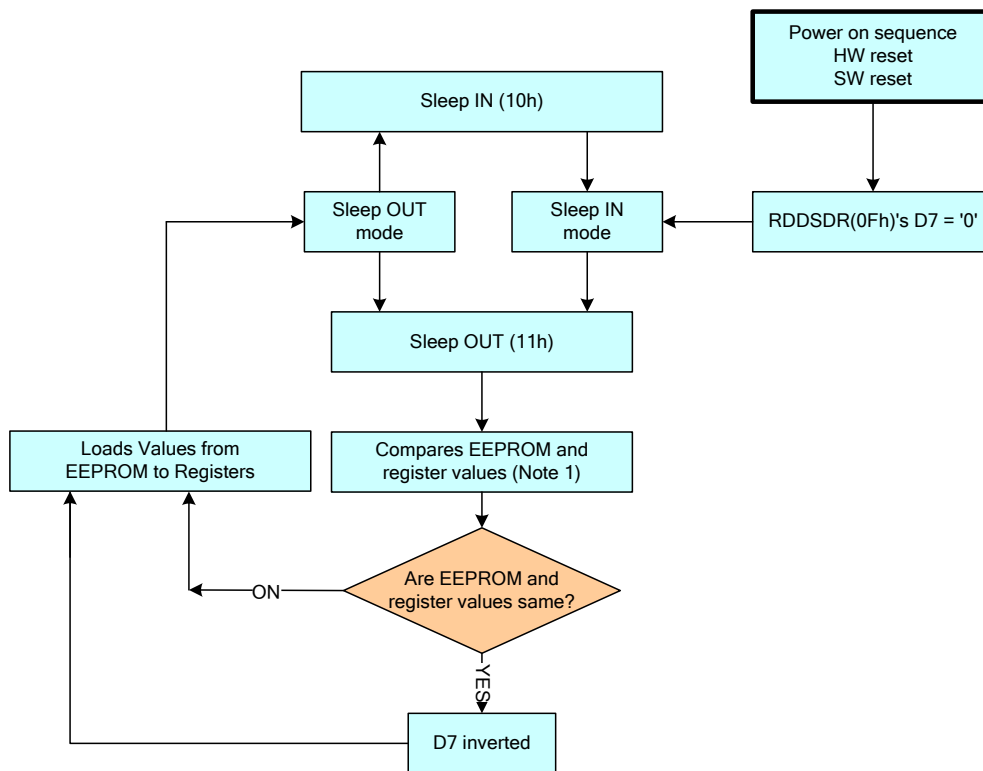 Power on sequence
HW reset
SW reset
Sleep IN (10h)
Sleep OUT
mode
Sleep IN
mode
RDDSDR(0Fh)'s D7 = '0'
Sleep OUT (11h)
Loads Values from
EEPROM to Registers
Compares EEPROM and
register values (Note 1)
Are EEPROM and
register values same?
ON
YES
D7 inverted